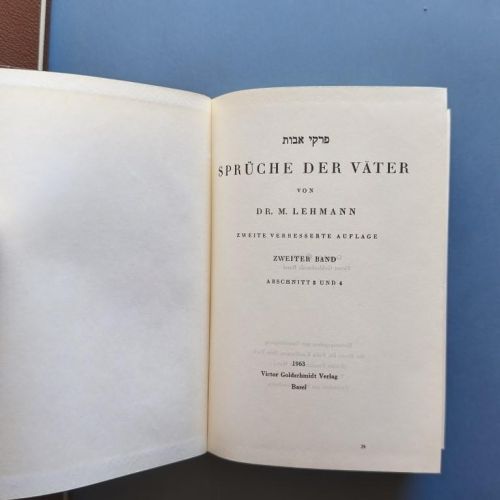 פרקי אבות
SPRÜCHE DER VÄTER
VON
DR. M. LEHMANN
ZWEITE VERBESSERTE AUFLAGE
ZWEITER BAND
ABSCHNITT 3 UND 4
1963
Victor Goldschmidt Verlag
Basel